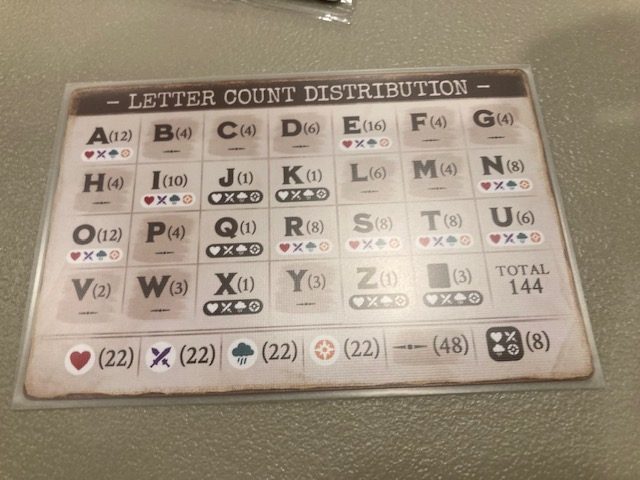 – LETTER COUNT DISTRIBUTION –
A(12) B(4) C(4) D(6) E(16) F(4) G(4)
H(4) I(10) J(1) K(1) L(6) M(4) N(8)
O(12) P(4) Q(1) R(8) S(8) T(8) U(6)
V(2) W(3) X(1) Y(3) Z(1) (3) TOTAL
144
(22) (22) (22) (22) (48) (8)